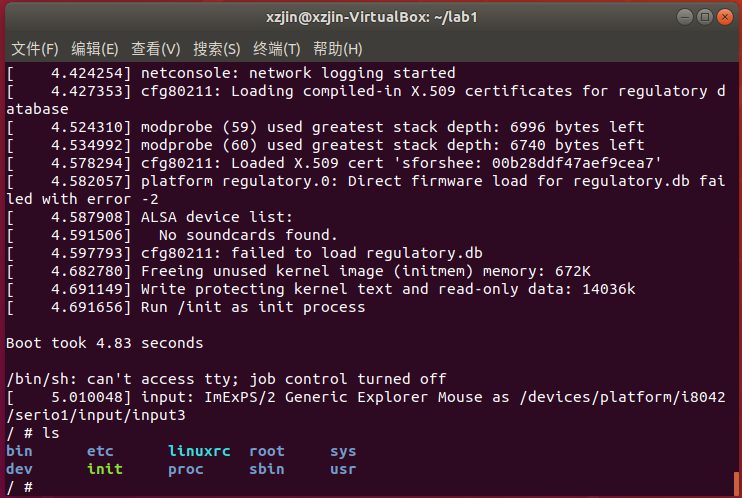 xzjin@xzjin-VirtualBox: ~/lab1
文件(F) 编辑(E) 查看(V) 搜索(S) 终端(T) 帮助(H)
[    4.424254] netconsole: network logging started
[    4.427353] cfg80211: Loading compiled-in X.509 certificates for regulatory d
atabase
[    4.524310] modprobe (59) used greatest stack depth: 6996 bytes left
[    4.534992] modprobe (60) used greatest stack depth: 6740 bytes left
[    4.578294] cfg80211: Loaded X.509 cert 'sforshee: 00b28ddf47aef9cea7'
[    4.582057] platform regulatory.0: Direct firmware load for regulatory.db fai
led with error -2
[    4.587908] ALSA device list:
[    4.591506]   No soundcards found.
[    4.597793] cfg80211: failed to load regulatory.db
[    4.682780] Freeing unused kernel image (initmem) memory: 672K
[    4.691149] Write protecting kernel text and read-only data: 14036k
[    4.691656] Run /init as init process
Boot took 4.83 seconds
/bin/sh: can't access tty; job control turned off
[    5.010048] input: ImExPS/2 Generic Explorer Mouse as /devices/platform/i8042
/serio1/input/input3
/ # ls
bin      etc      linuxrc  root     sys
dev      init     proc     sbin     usr
/ #